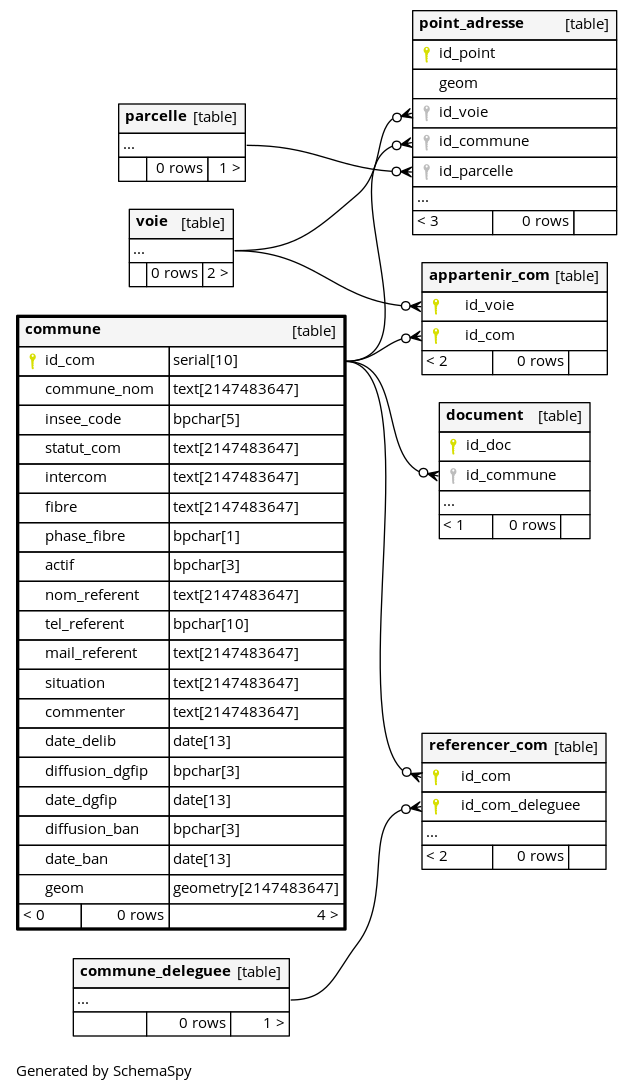 point_adresse [table]
id_point
geom
id_voie
id_commune
id_parcelle
...
< 3 0 rows
parcelle [table]
...
0 rows 1 >
voie [table]
...
0 rows 2 >
appartenir_com [table]
id_voie
id_com
< 2 0 rows
commune [table]
id_com serial[10]
commune_nom text[2147483647]
insee_code bpchar[5]
statut_com text[2147483647]
intercom text[2147483647]
fibre text[2147483647]
phase_fibre bpchar[1]
actif bpchar[3]
nom_referent text[2147483647]
tel_referent bpchar[10]
mail_referent text[2147483647]
situation text[2147483647]
commenter text[2147483647]
date_delib date[13]
diffusion_dgfip bpchar[3]
date_dgfip date[13]
diffusion_ban bpchar[3]
date_ban date[13]
geom geometry[2147483647]
< 0 0 rows 4 >
document [table]
id_doc
id_commune
...
< 1 0 rows
referencer_com [table]
id_com
id_com_deleguee
...
< 2 0 rows
commune_deleguee [table]
...
0 rows 1 >
Generated by SchemaSpy